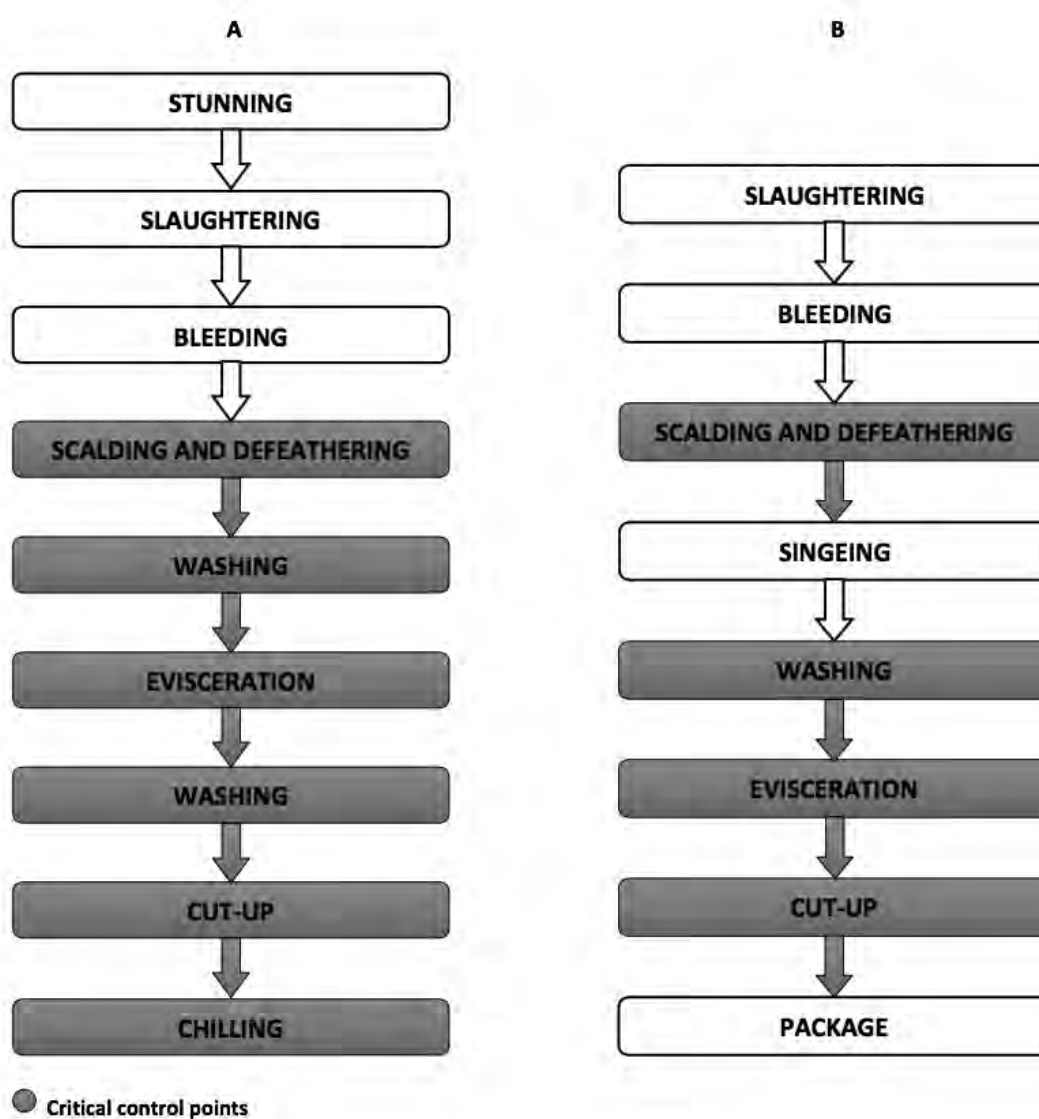 A
STUNNING
SLAUGHTERING
BLEEDING
SCALDING AND DEFEATHERING
WASHING
EVISCERATION
WASHING
CUT-UP
CHILLING
B
SLAUGHTERING
BLEEDING
SCALDING AND DEFEATHERING
SINGEING
WASHING
EVISCERATION
CUT-UP
PACKAGE
Critical control points